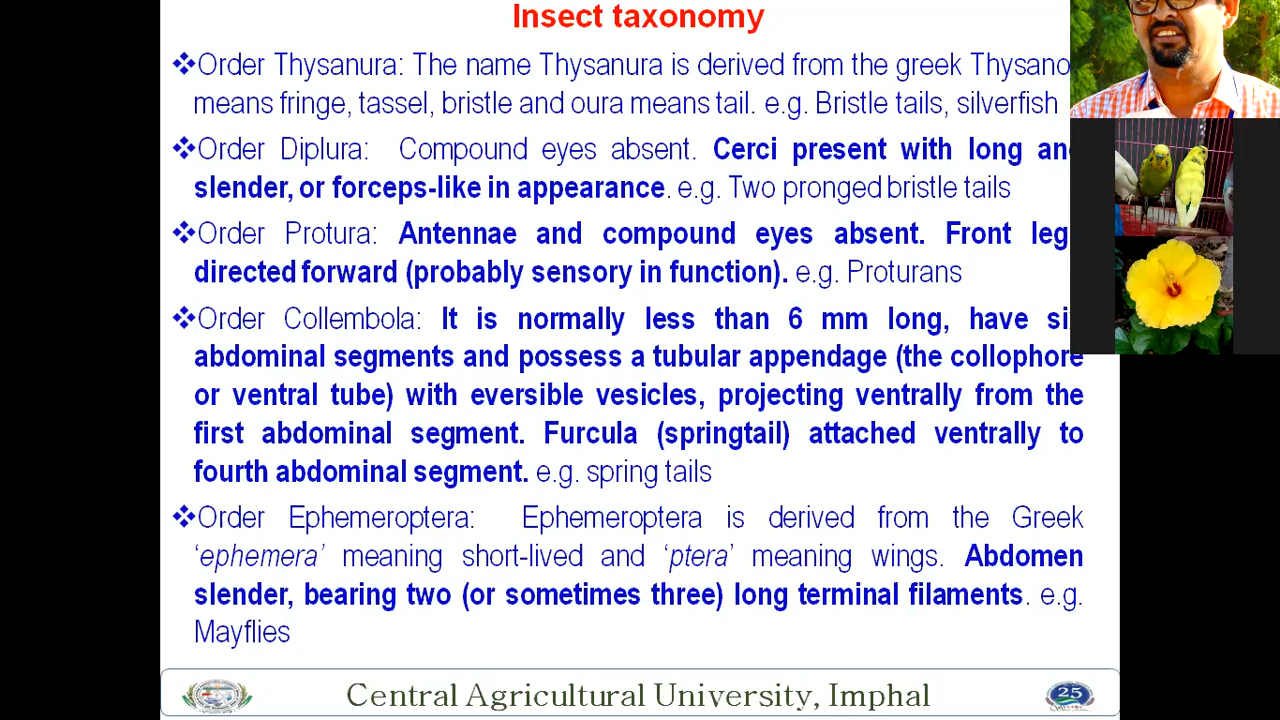 Insect taxonomy
❖Order Thysanura: The name Thysanura is derived from the greek Thysano
means fringe, tassel, bristle and oura means tail. e.g. Bristle tails, silverfish
❖Order Diplura: Compound eyes absent. Cerci present with long an
slender, or forceps-like in appearance. e.g. Two pronged bristle tails
❖Order Protura: Antennae and compound eyes absent. Front leg
directed forward (probably sensory in function). e.g. Proturans
❖Order Collembola: It is normally less than 6 mm long, have si
abdominal segments and possess a tubular appendage (the collophore
or ventral tube) with eversible vesicles, projecting ventrally from the
first abdominal segment. Furcula (springtail) attached ventrally to
fourth abdominal segment. e.g. spring tails
❖Order Ephemeroptera: Ephemeroptera is derived from the Greek
‘ephemera’ meaning short-lived and ‘ptera’ meaning wings. Abdomen
slender, bearing two (or sometimes three) long terminal filaments. e.g.
Mayflies
Central Agricultural University, Imphal
25